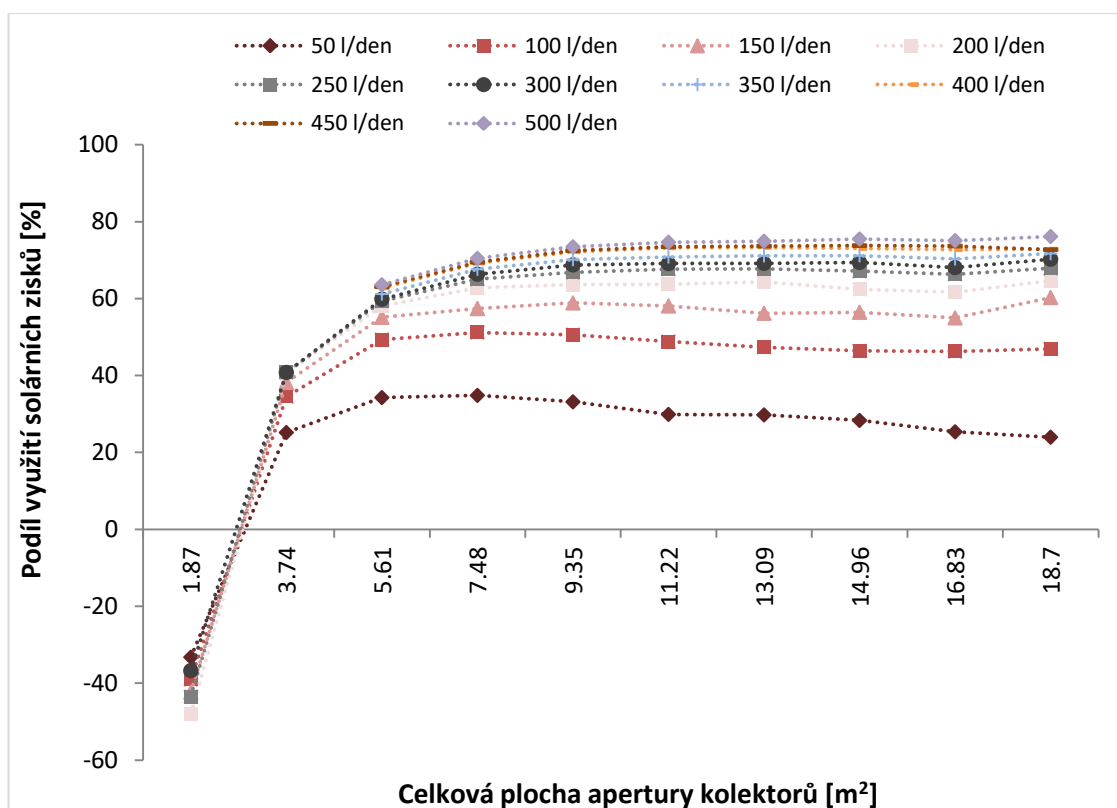 50 l/den 100 l/den 150 l/den 200 l/den
250 l/den 300 l/den 350 l/den 400 l/den
450 l/den 500 l/den
Podíl využití solárních zisků [%]
100
80
60
40
20
0
-20
-40
-60
1.87 3.74 5.61 7.48 9.35 11.22 13.09 14.96 16.83 18.7
Celková plocha apertury kolektorů [m²]